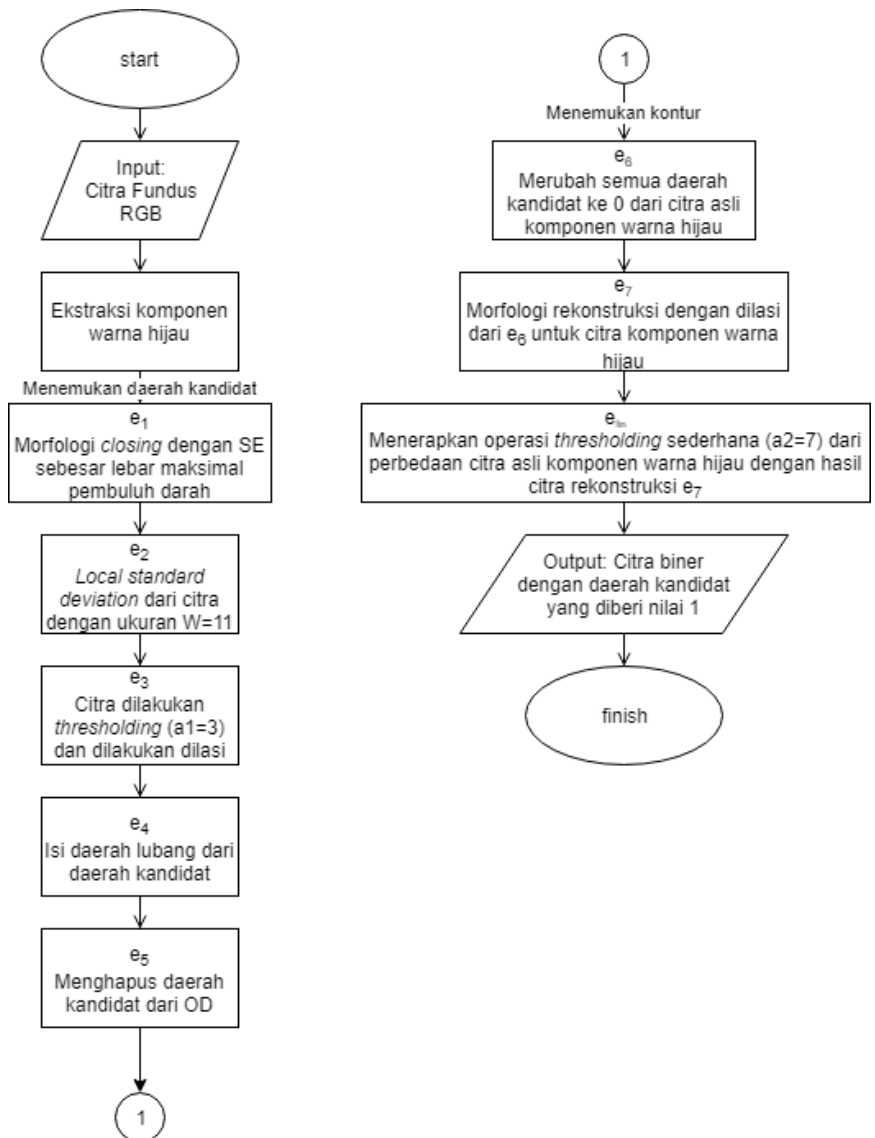 start
Input:
Citra Fundus
RGB
Ekstraksi komponen
warna hijau
Menemukan daerah kandidat
e1
Morfologi closing dengan SE
sebesar lebar maksimal
pembuluh darah
e2
Local standard
deviation dari citra
dengan ukuran W=11
e3
Citra dilakukan
thresholding (a1=3)
dan dilakukan dilasi
e4
Isi daerah lubang dari
daerah kandidat
e5
Menghapus daerah
kandidat dari OD
1
1
Menemukan kontur
e6
Merubah semua daerah
kandidat ke 0 dari citra asli
komponen warna hijau
e7
Morfologi rekonstruksi dengan dilasi
dari e6 untuk citra komponen warna
hijau
efin
Menerapkan operasi thresholding sederhana (a2=7) dari
perbedaan citra asli komponen warna hijau dengan hasil
citra rekonstruksi e7
Output: Citra biner
dengan daerah kandidat
yang diberi nilai 1
finish